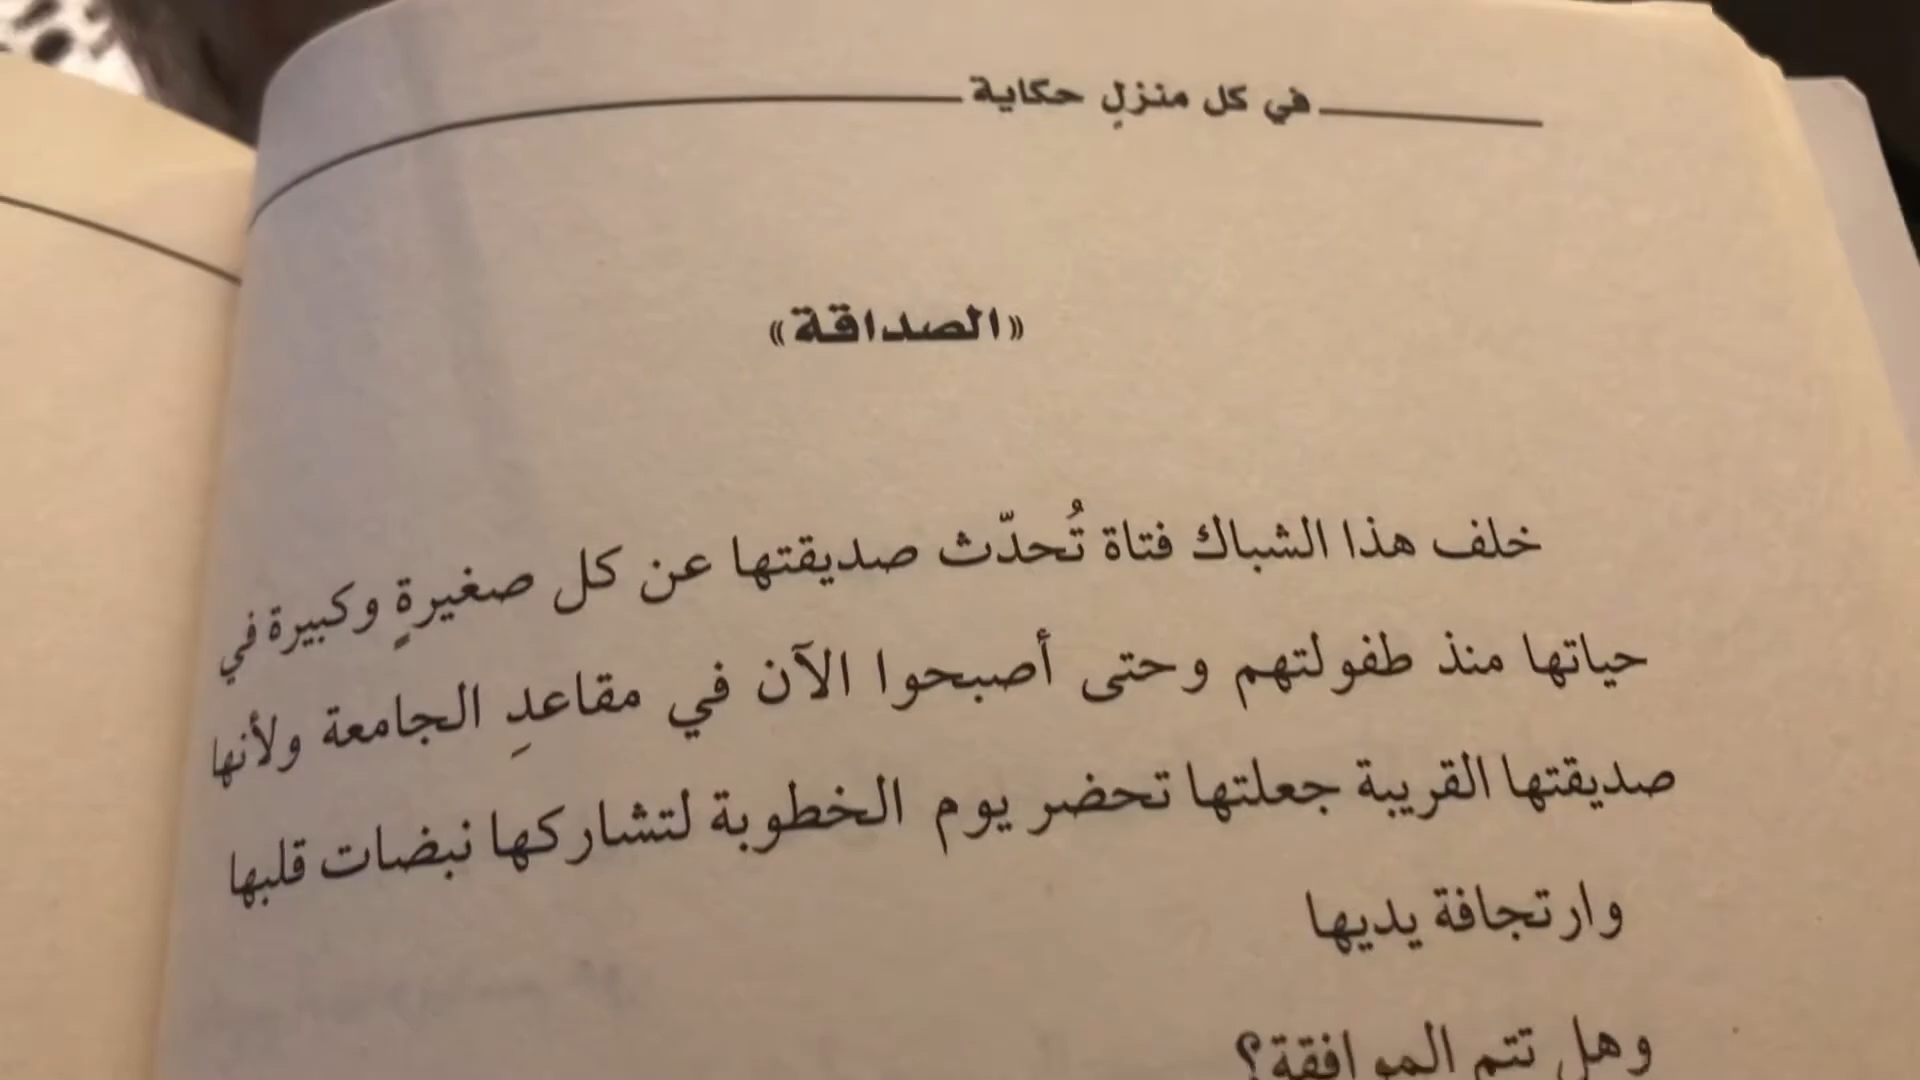 في كل منزلِ حكاية
«الصداقة»
خلف هذا الشباك فتاة تُحدّث صديقتها عن كل صغيرةٍ وكبيرة في
حياتها منذ طفولتهم وحتى أصبحوا الآن في مقاعدِ الجامعة ولأنها
صديقتها القريبة جعلتها تحضر يوم الخطوبة لتشاركها نبضات قلبها
وارتجافة يديها
وهل تتم الموافقة؟